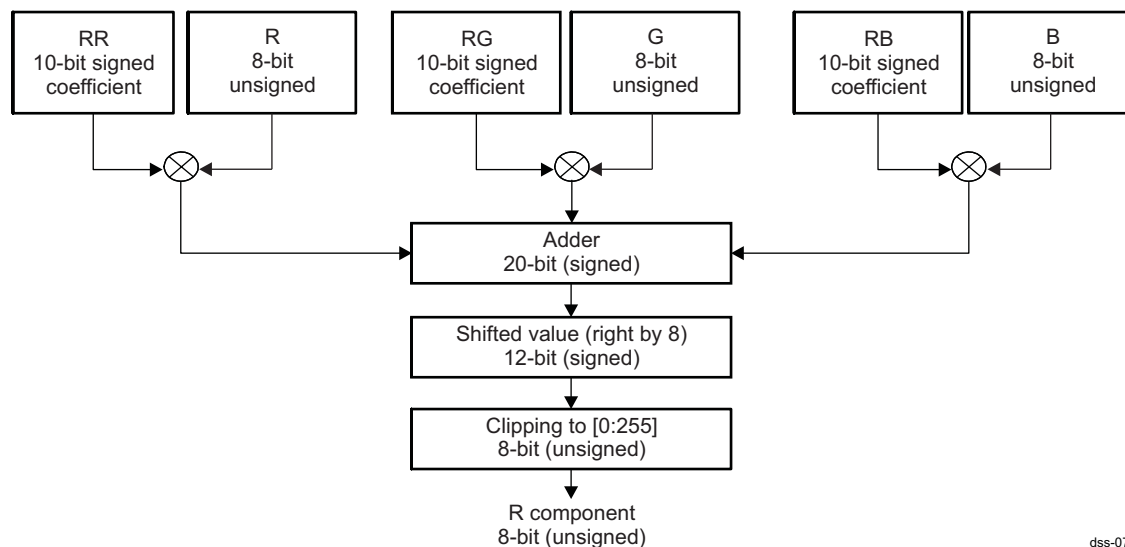 RR
10-bit signed
coefficient
R
8-bit
unsigned
RG
10-bit signed
coefficient
G
8-bit
unsigned
RB
10-bit signed
coefficient
B
8-bit
unsigned
Adder
20-bit (signed)
Shifted value (right by 8)
12-bit (signed)
Clipping to [0:255]
8-bit (unsigned)
R component
8-bit (unsigned)
dss-07